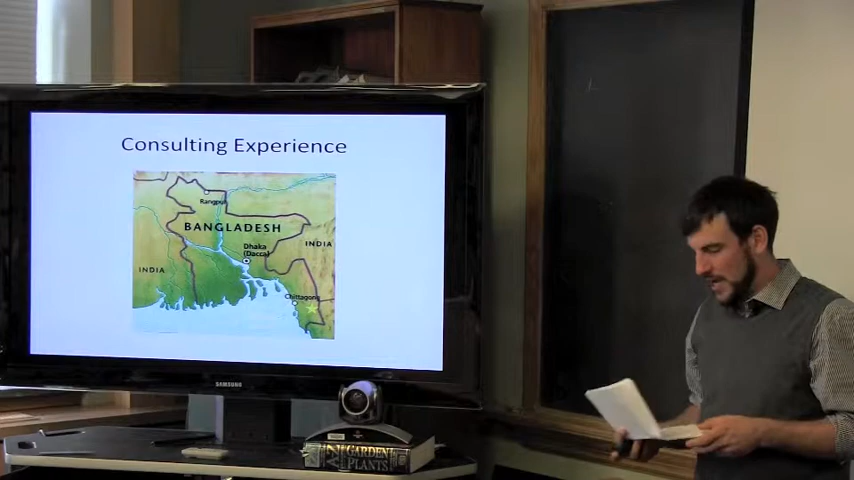 Consulting Experience
Rangpur
BANGLADESH
Dhaka
(Dacca)
INDIA
INDIA
Chittagong
SAMSUNG
A-Z
GARDEN
PLANTS